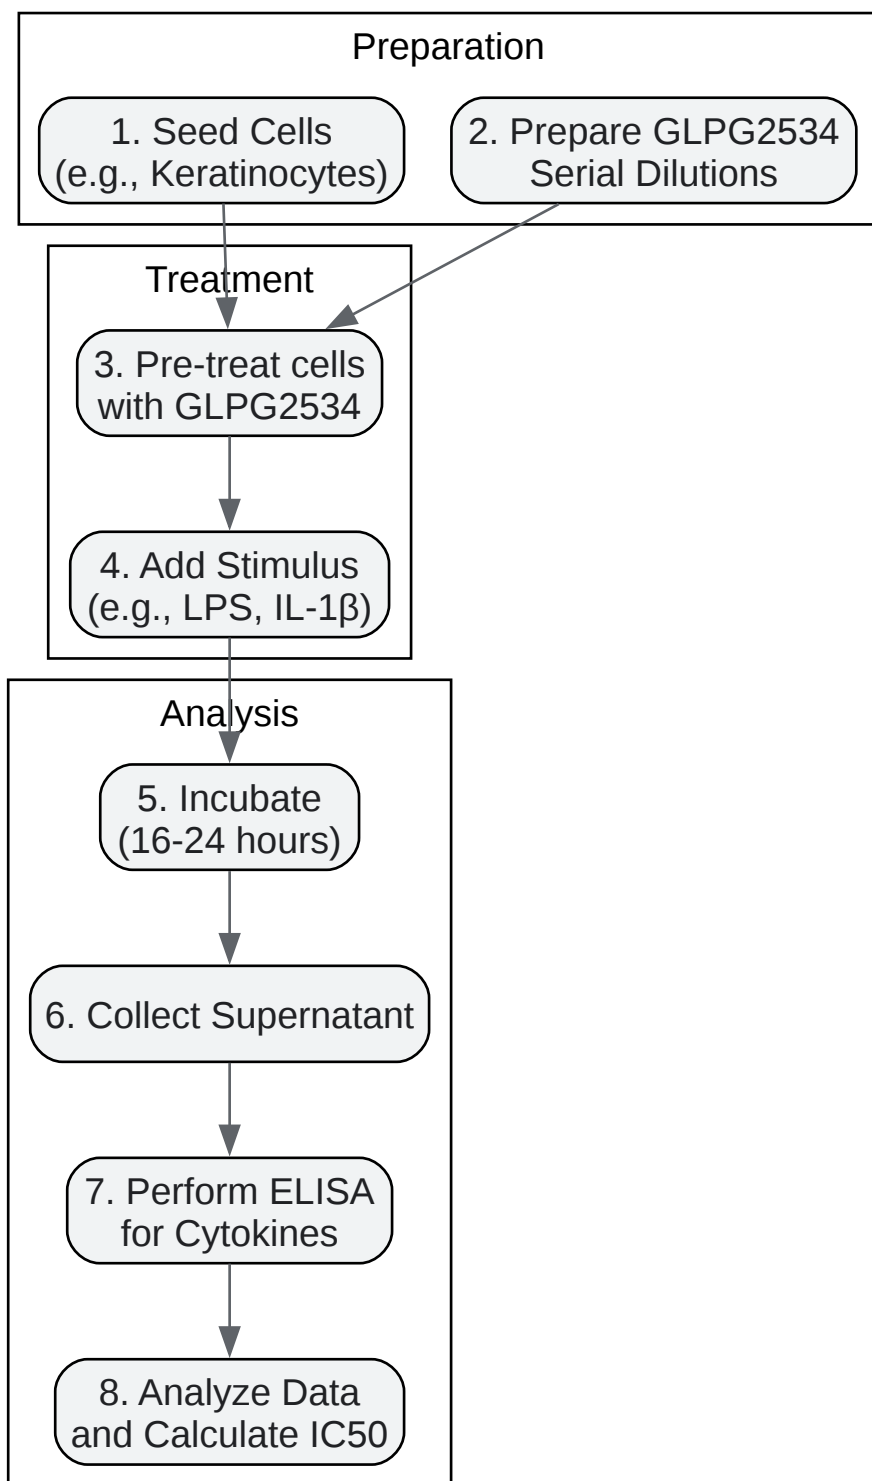 Preparation
1. Seed Cells
(e.g., Keratinocytes)
2. Prepare GLPG2534
Serial Dilutions
Treatment
3. Pre-treat cells
with GLPG2534
4. Add Stimulus
(e.g., LPS, IL-1β)
Analysis
5. Incubate
(16-24 hours)
6. Collect Supernatant
7. Perform ELISA
for Cytokines
8. Analyze Data
and Calculate IC50